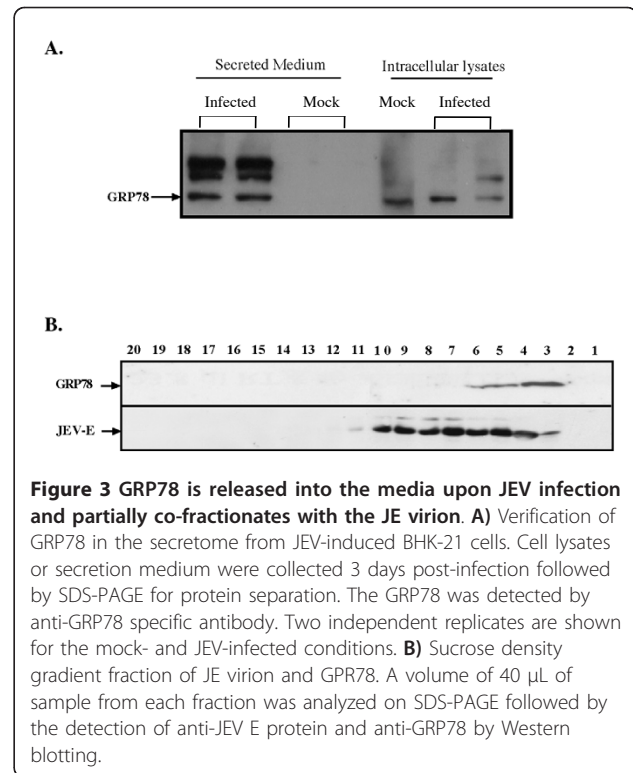 A.
Secreted Medium Intracellular lysates
Infected Mock Mock Infected
GRP78
B.
20 19 18 17 16 15 14 13 12 11 10 9 8 7 6 5 4 3 2 1
GRP78
JEV-E
Figure 3 GRP78 is released into the media upon JEV infection
and partially co-fractionates with the JE virion. A) Verification of
GRP78 in the secretome from JEV-induced BHK-21 cells. Cell lysates
or secretion medium were collected 3 days post-infection followed
by SDS-PAGE for protein separation. The GRP78 was detected by
anti-GRP78 specific antibody. Two independent replicates are shown
for the mock- and JEV-infected conditions. B) Sucrose density
gradient fraction of JE virion and GPR78. A volume of 40 μL of
sample from each fraction was analyzed on SDS-PAGE followed by
the detection of anti-JEV E protein and anti-GRP78 by Western
blotting.